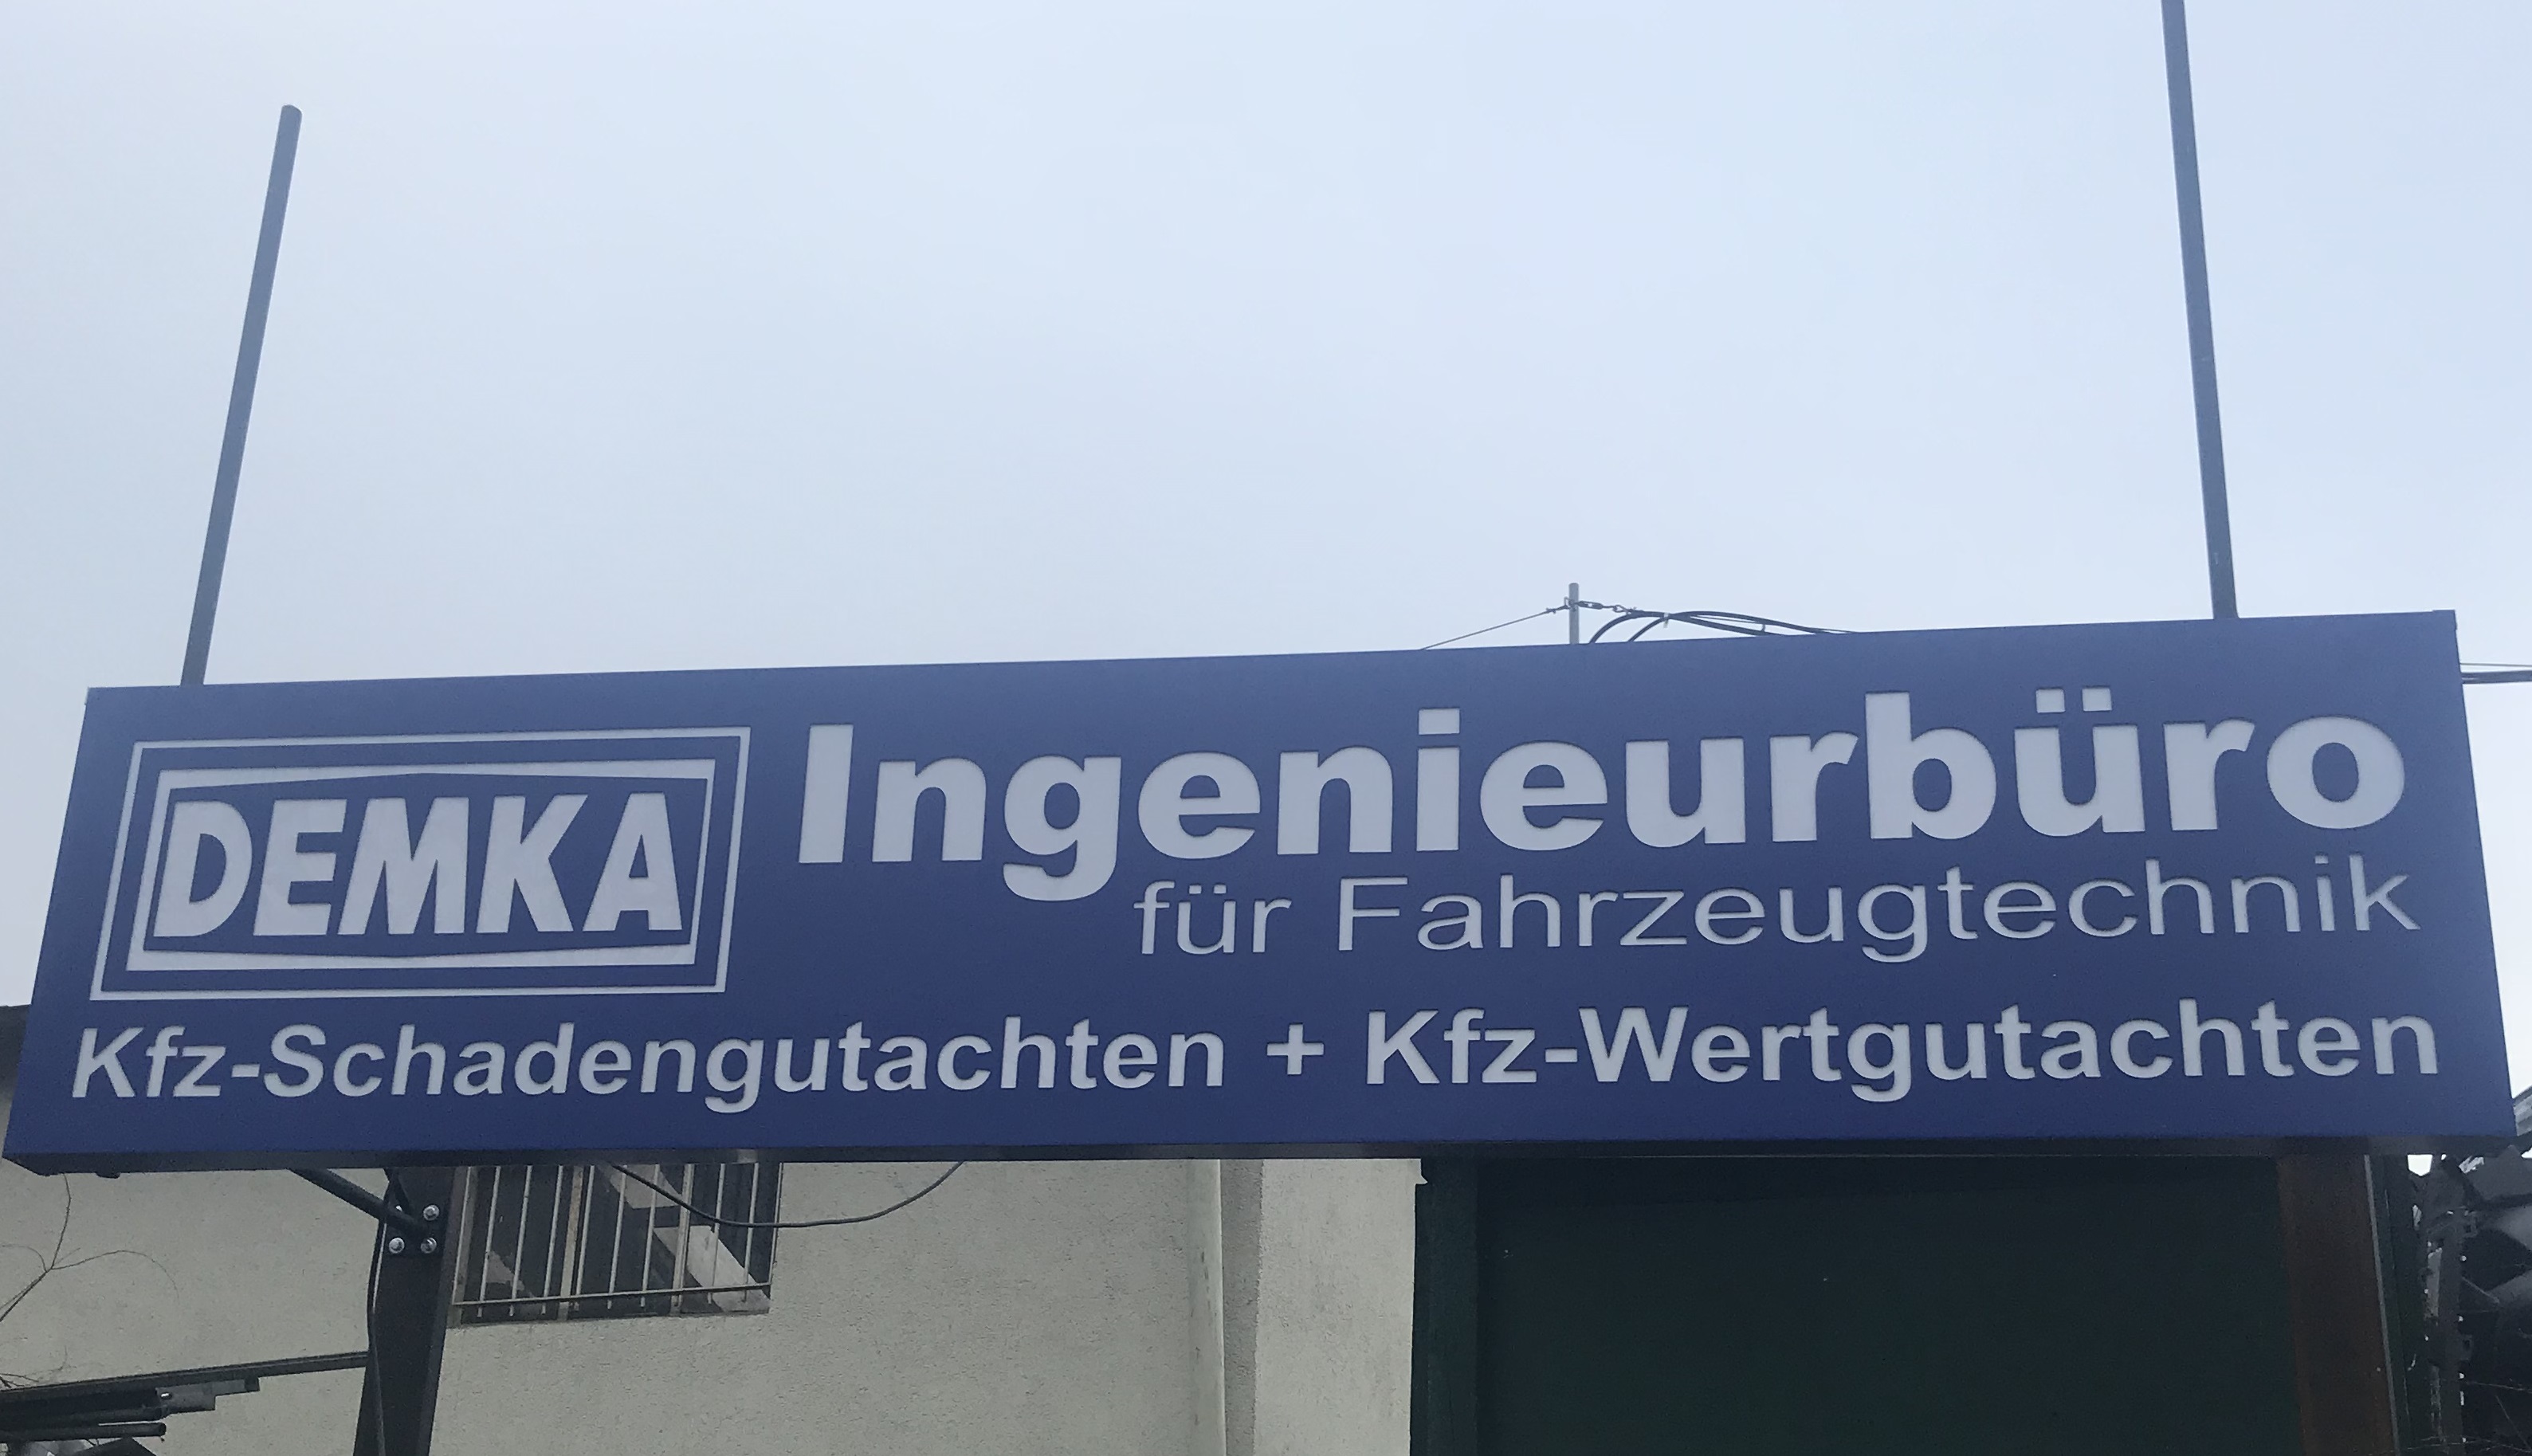 DEMKA
Ingenieurbüro
für Fahrzeugtechnik
Kfz-Schadengutachten + Kfz-Wertgutachten